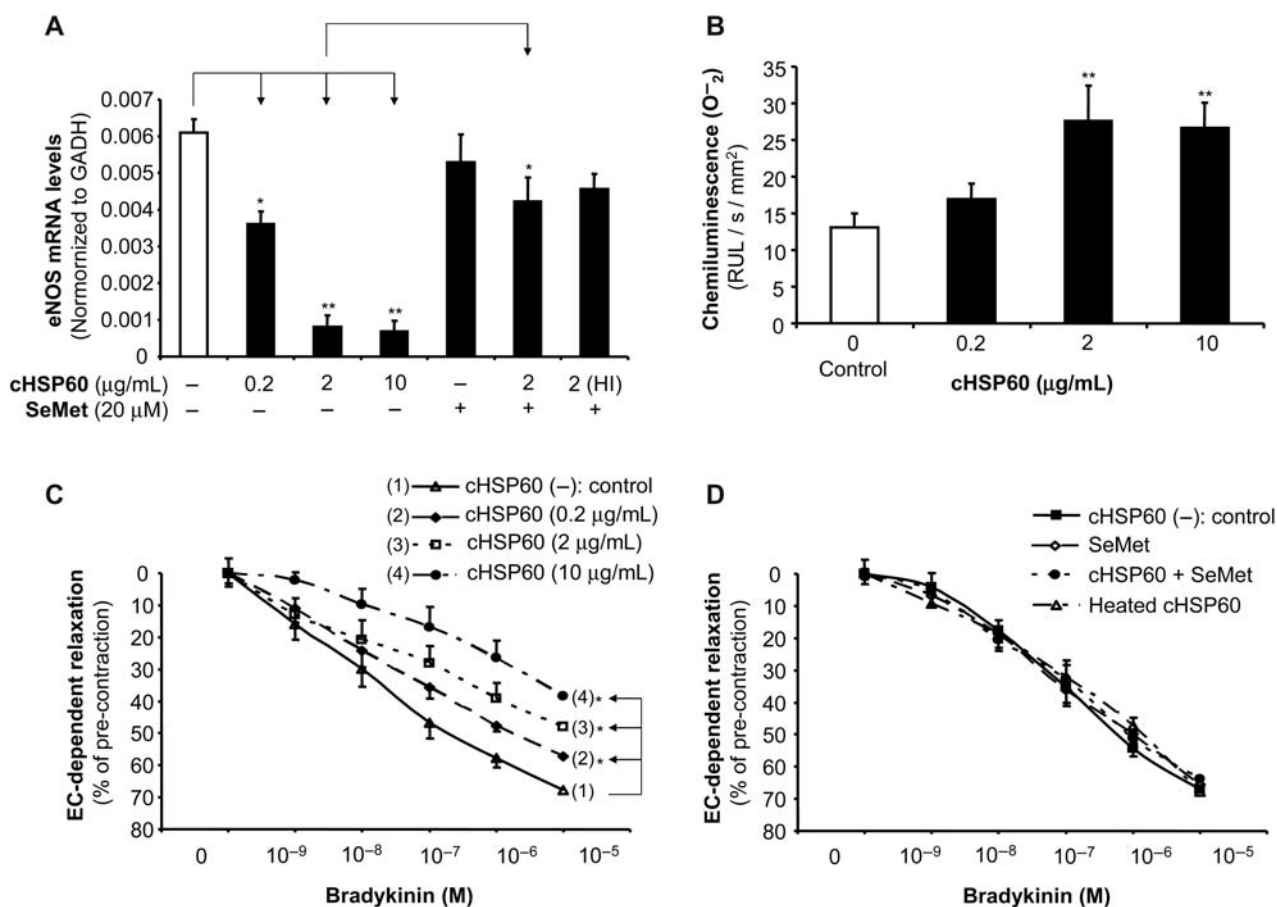 A
0.007
0.006
0.005
0.004
0.003
0.002
0.001
0
eNOS mRNA levels
(Normornized to GADH)
*
**
**
*
cHSP60 (μg/mL) – 0.2 2 10 – 2 2 (HI)
SeMet (20 μM) – – – – + + +
B
35
30
25
20
15
10
5
0
Chemiluminescence (O–2)
(RUL / s / mm2)
**
**
0 0.2 2 10
Control
cHSP60 (μg/mL)
C
(1) cHSP60 (–): control
(2) cHSP60 (0.2 μg/mL)
(3) cHSP60 (2 μg/mL)
(4) cHSP60 (10 μg/mL)
0
10
20
30
40
50
60
70
80
EC-dependent relaxation
(% of pre-contraction)
(4)*
(3)*
(2)*
(1)
0 10–9 10–8 10–7 10–6 10–5
Bradykinin (M)
D
cHSP60 (–): control
SeMet
cHSP60 + SeMet
Heated cHSP60
0
10
20
30
40
50
60
70
80
EC-dependent relaxation
(% of pre-contraction)
0 10–9 10–8 10–7 10–6 10–5
Bradykinin (M)